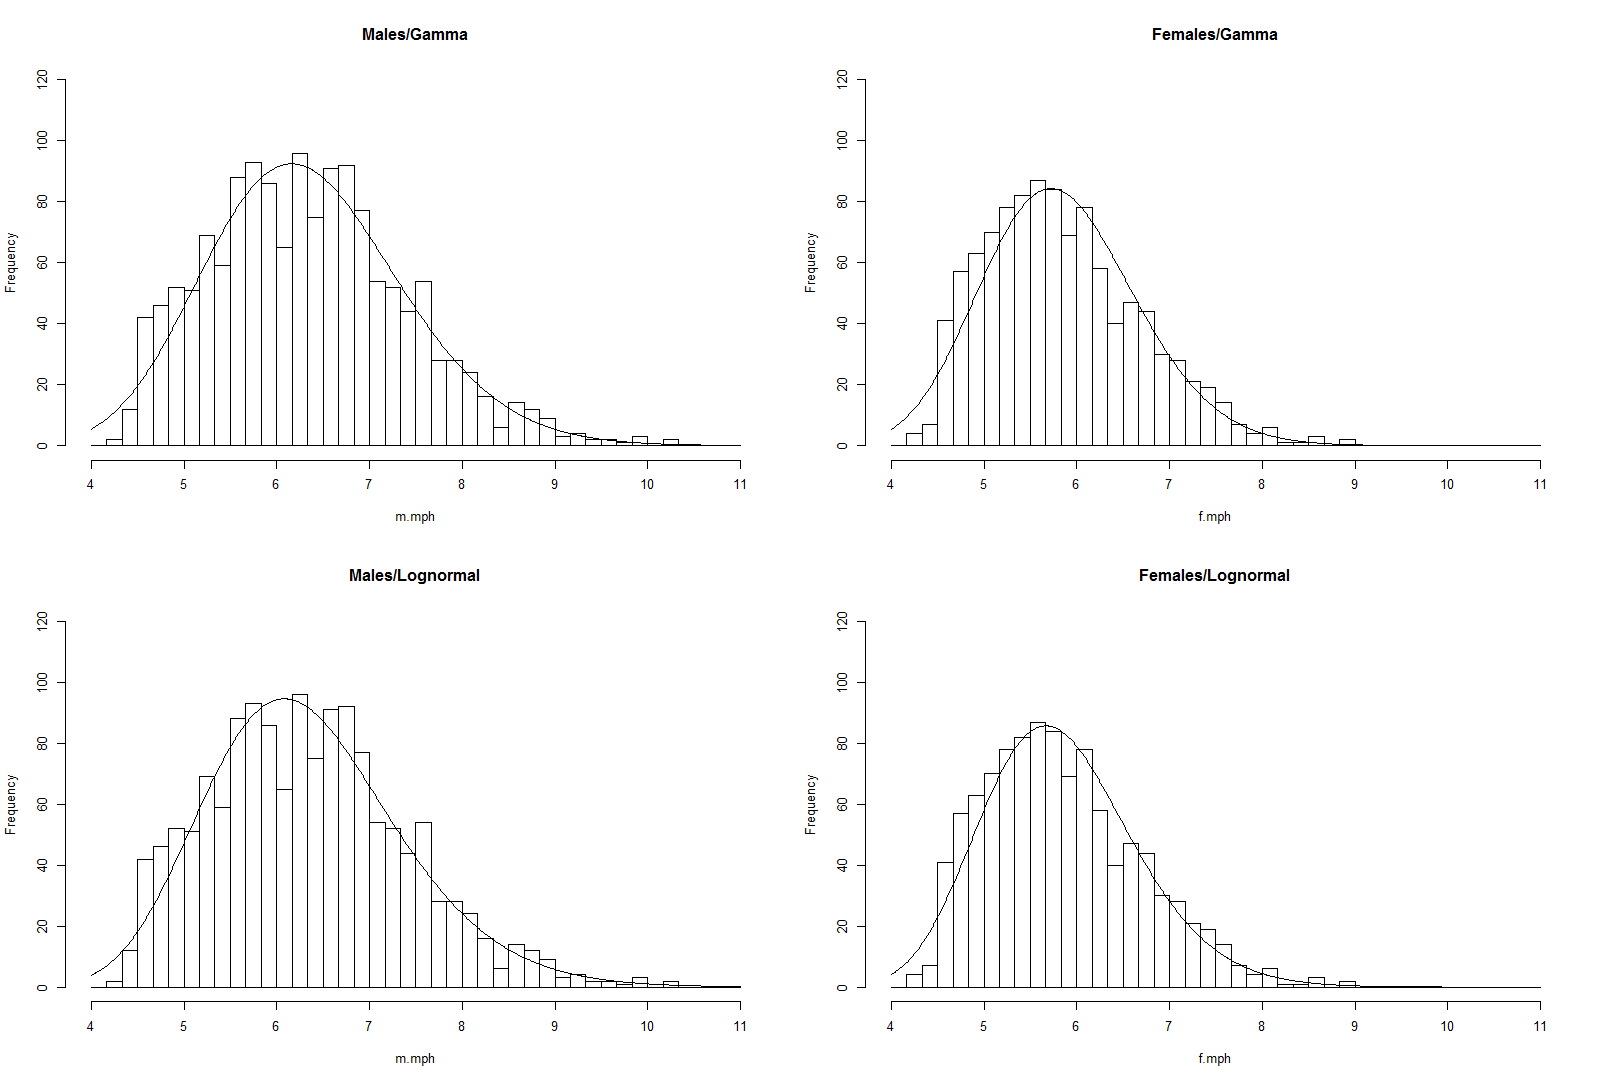 Males/Gamma
Frequency
0 20 40 60 80 100 120
4 5 6 7 8 9 10 11
m.mph
Females/Gamma
Frequency
0 20 40 60 80 100 120
4 5 6 7 8 9 10 11
f.mph
Males/Lognormal
Frequency
0 20 40 60 80 100 120
4 5 6 7 8 9 10 11
m.mph
Females/Lognormal
Frequency
0 20 40 60 80 100 120
4 5 6 7 8 9 10 11
f.mph